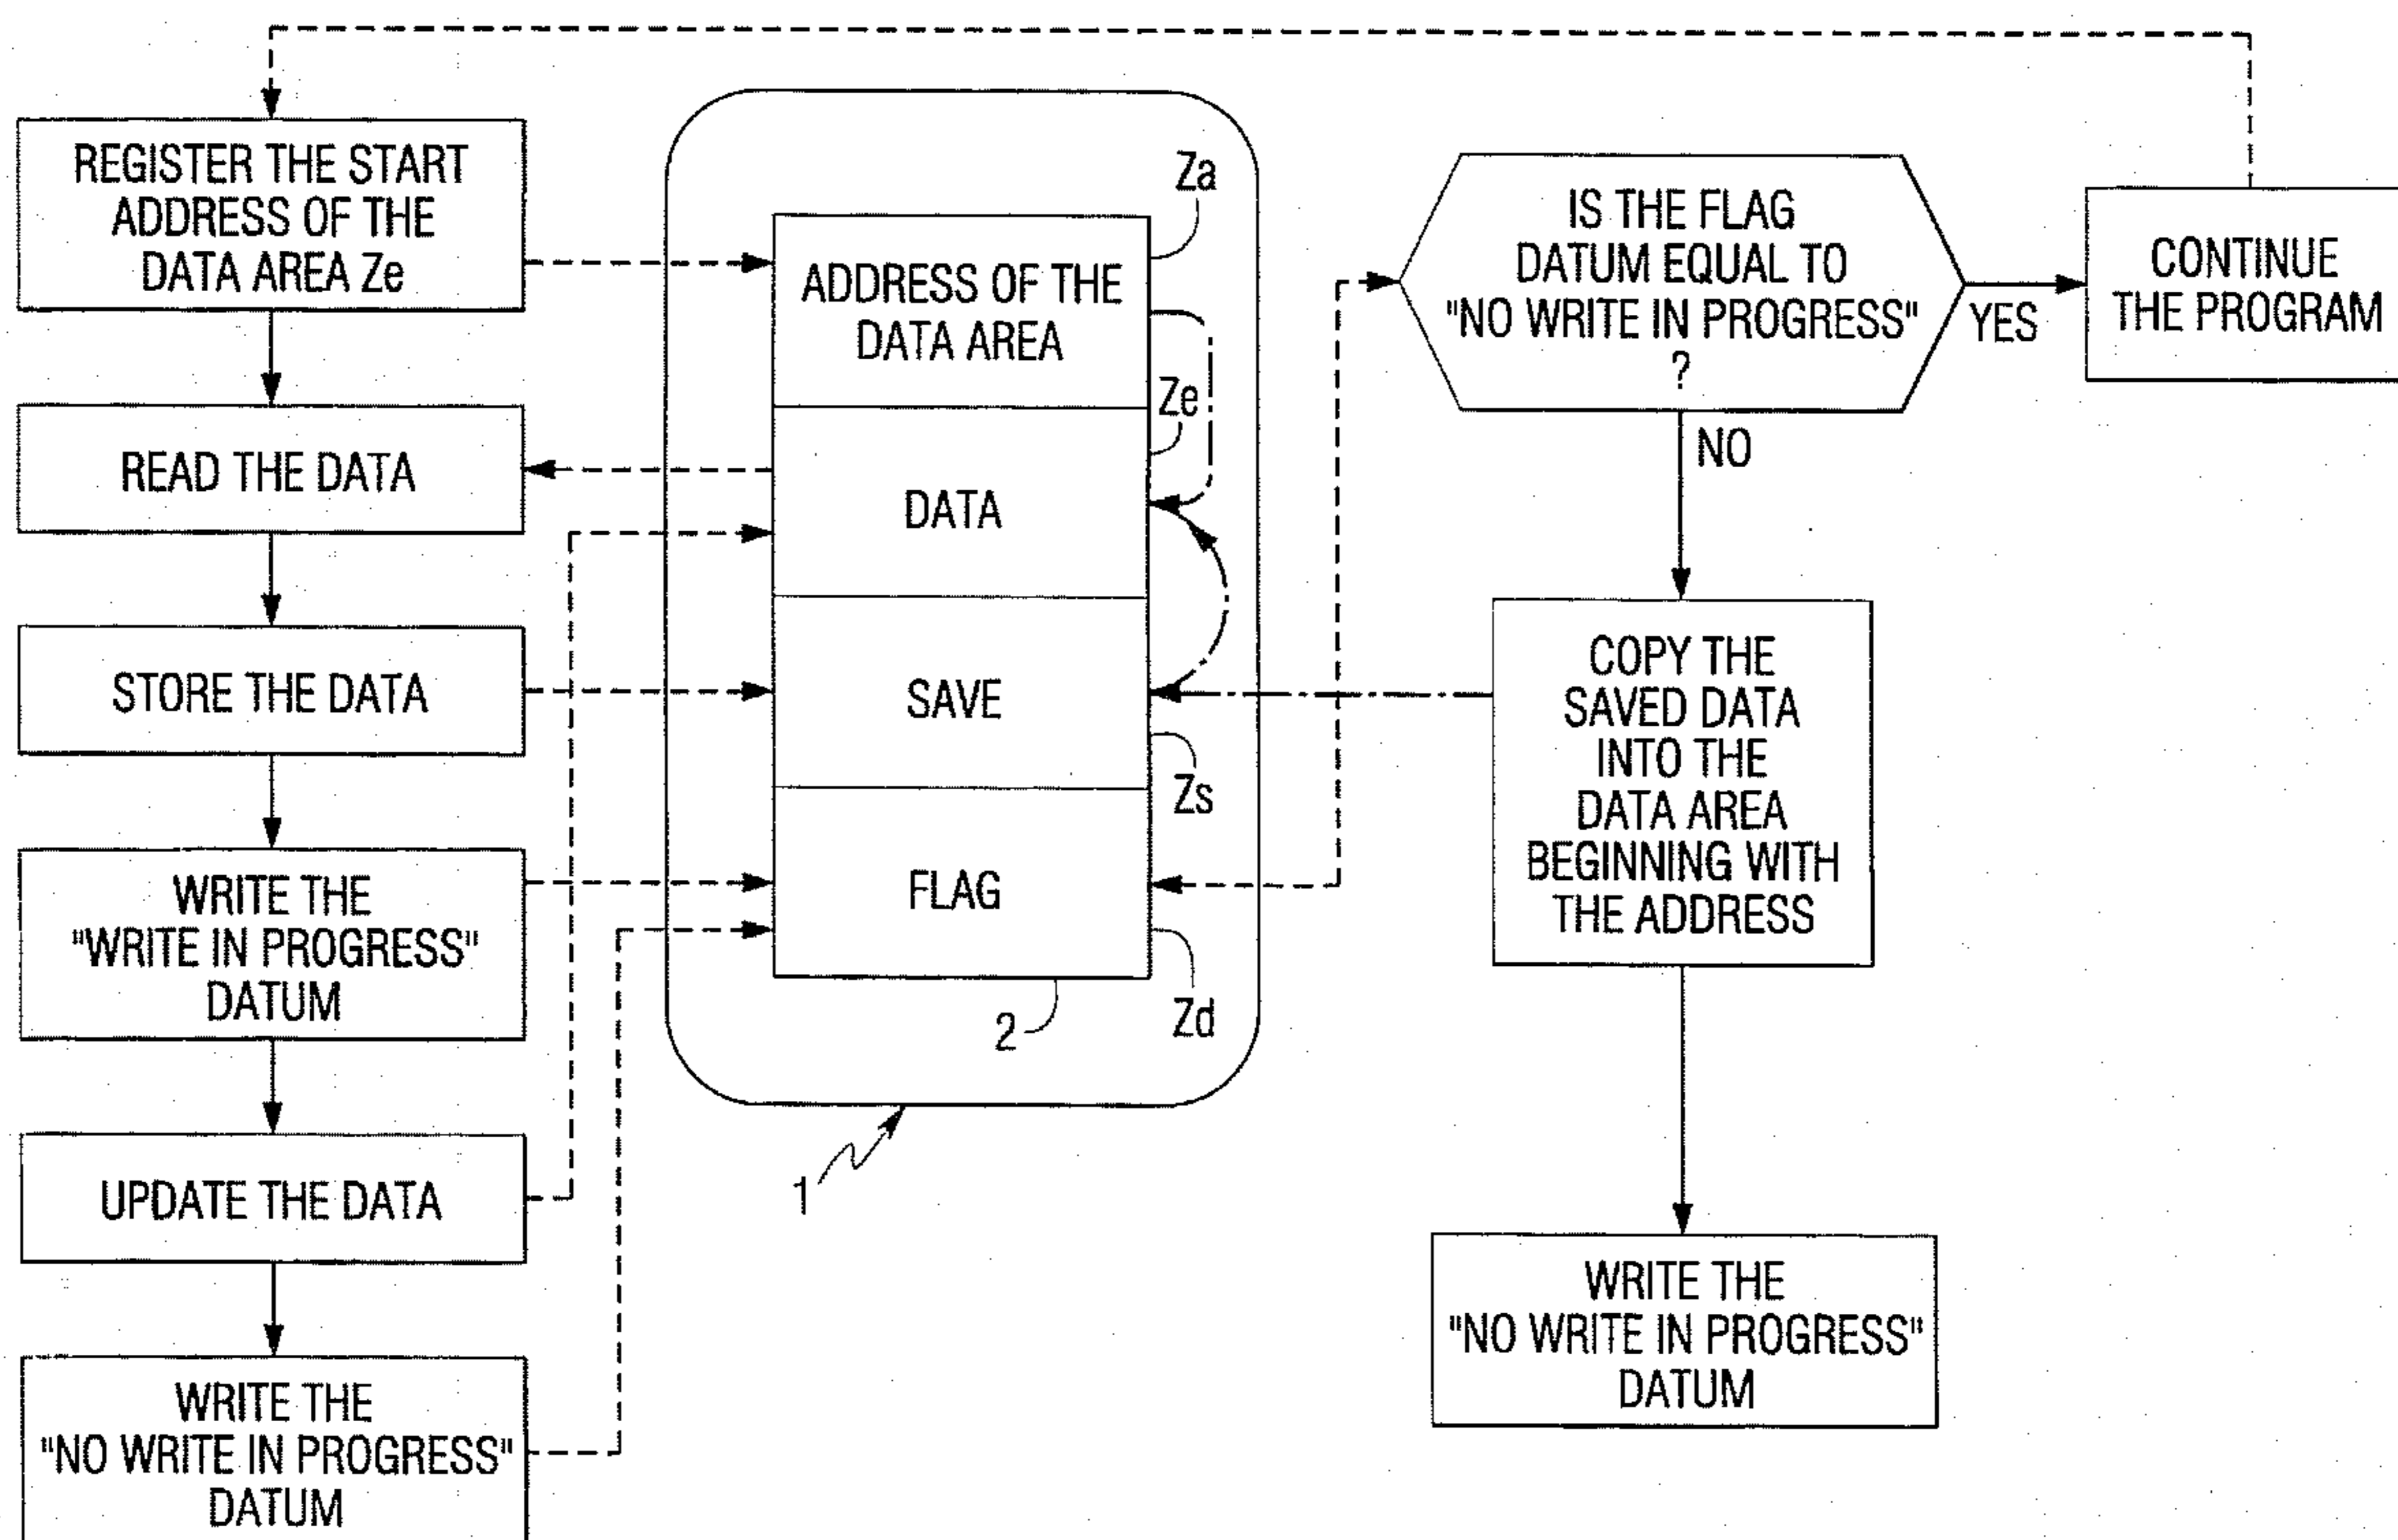 REGISTER THE START
ADDRESS OF THE
DATA AREA Ze
READ THE DATA
STORE THE DATA
WRITE THE
"WRITE IN PROGRESS"
DATUM
UPDATE THE DATA
WRITE THE
"NO WRITE IN PROGRESS"
DATUM
Za
ADDRESS OF THE
DATA AREA
Ze
DATA
SAVE
Zs
FLAG
Zd
2
1
IS THE FLAG
DATUM EQUAL TO
"NO WRITE IN PROGRESS"
?
YES
NO
CONTINUE
THE PROGRAM
COPY THE
SAVED DATA
INTO THE
DATA AREA
BEGINNING WITH
THE ADDRESS
WRITE THE
"NO WRITE IN PROGRESS"
DATUM